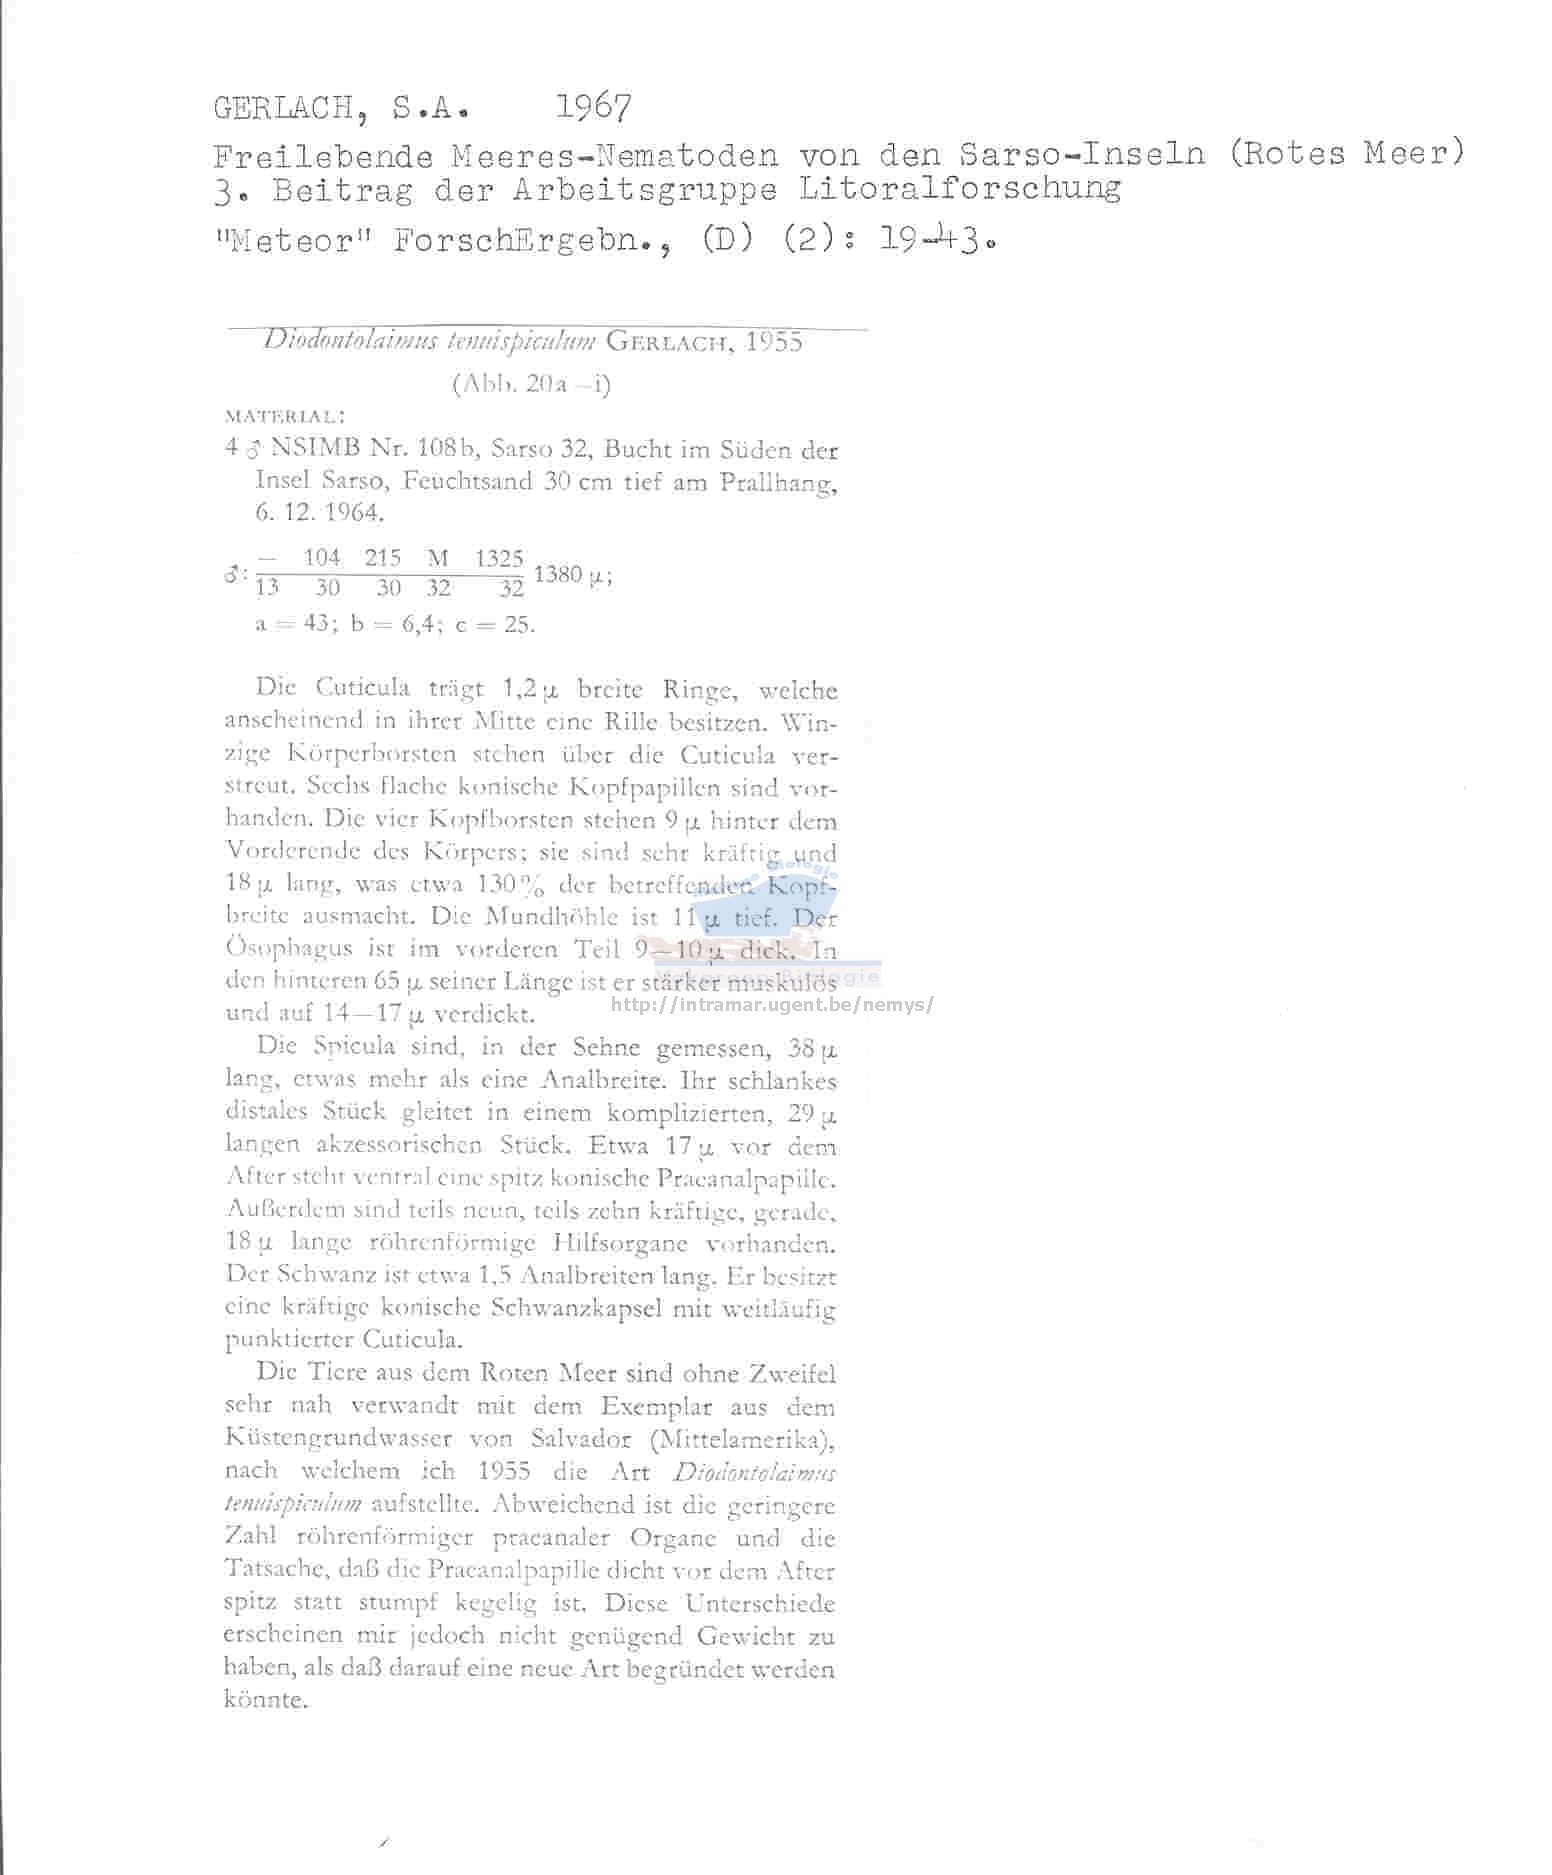 GERLACH, S.A. 1967
Freilebende Meeres-Nematoden von den Sarso-Inseln (Rotes Meer)
3. Beitrag der Arbeitsgruppe Litoralforschung
"Meteor" ForschErgebn., (D) (2): 19-43.
Diodontolaimus tenuispiculum GERLACH, 1955
(Abb. 20a—i)
MATERIAL:
4 ♂ NSIMB Nr. 108b, Sarso 32, Bucht im Süden der
Insel Sarso, Feuchtsand 30 cm tief am Prallhang,
6. 12. 1964.
— 104 215 M 1325
♂: 1380 µ;
13 30 30 32 32
a = 43; b = 6,4; c = 25.
Die Cuticula trägt 1,2 µ breite Ringe, welche
anscheinend in ihrer Mitte eine Rille besitzen. Win-
zige Körperborsten stehen über die Cuticula ver-
streut. Sechs flache konische Kopfpapillen sind vor-
handen. Die vier Kopfborsten stehen 9 µ hinter dem
Vorderende des Körpers; sie sind sehr kräftig und
18 µ lang, was etwa 130% der betreffenden Kopf-
breite ausmacht. Die Mundhöhle ist 11 µ tief. Der
Ösophagus ist im vorderen Teil 9—10 µ dick. In
den hinteren 65 µ seiner Länge ist er stärker muskulös
und auf 14—17 µ verdickt.
http://intramar.ugent.be/nemys/
Die Spicula sind, in der Sehne gemessen, 38 µ
lang, etwas mehr als eine Analbreite. Ihr schlankes
distales Stück gleitet in einem komplizierten, 29 µ
langen akzessorischen Stück. Etwa 17 µ vor dem
After steht ventral eine spitz konische Praeanalpapille.
Außerdem sind teils neun, teils zehn kräftige, gerade,
18 µ lange röhrenförmige Hilfsorgane vorhanden.
Der Schwanz ist etwa 1,5 Analbreiten lang. Er besitzt
eine kräftige konische Schwanzkapsel mit weitläufig
punktierter Cuticula.
Die Tiere aus dem Roten Meer sind ohne Zweifel
sehr nah verwandt mit dem Exemplar aus dem
Küstengrundwasser von Salvador (Mittelamerika),
nach welchem ich 1955 die Art Diodontolaimus
tenuispiculum aufstellte. Abweichend ist die geringere
Zahl röhrenförmiger praeanaler Organe und die
Tatsache, daß die Praeanalpapille dicht vor dem After
spitz statt stumpf kegelig ist. Diese Unterschiede
erscheinen mir jedoch nicht genügend Gewicht zu
haben, als daß darauf eine neue Art begründet werden
könnte.